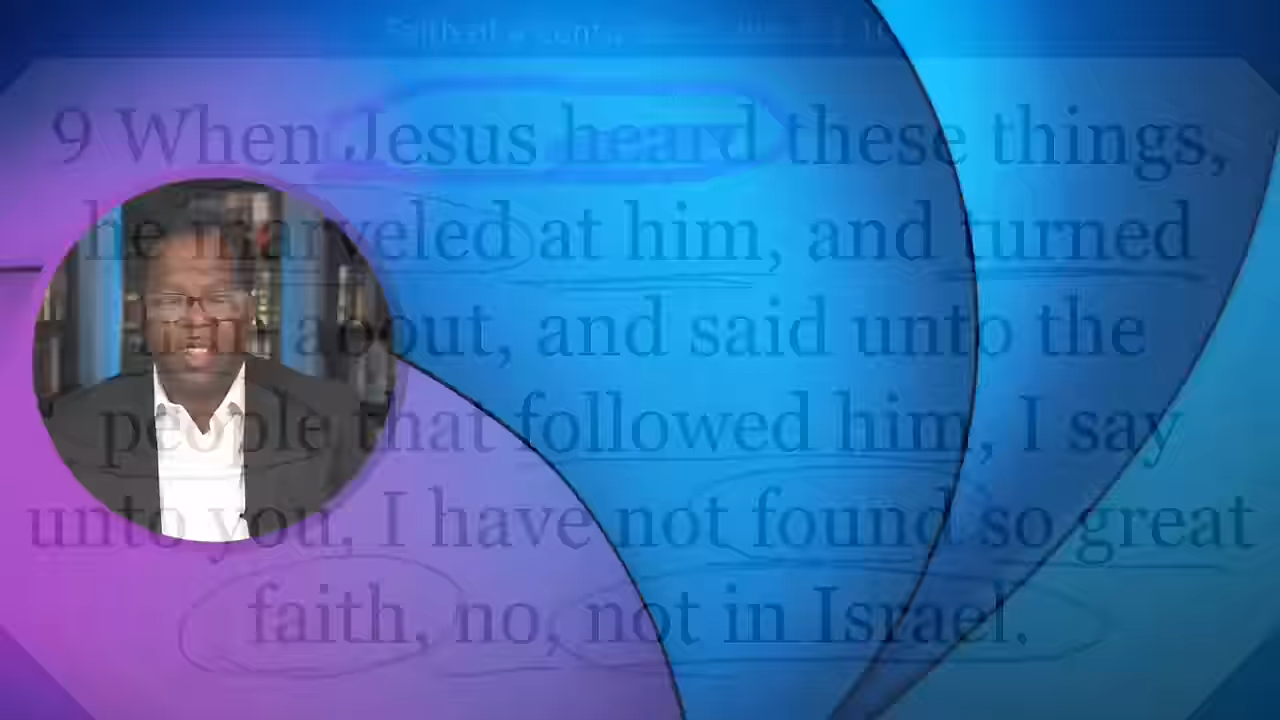 9 When Jesus heard these things,
he marveled at him, and turned
him about, and said unto the
people that followed him, I say
unto you, I have not found so great
faith, no, not in Israel.